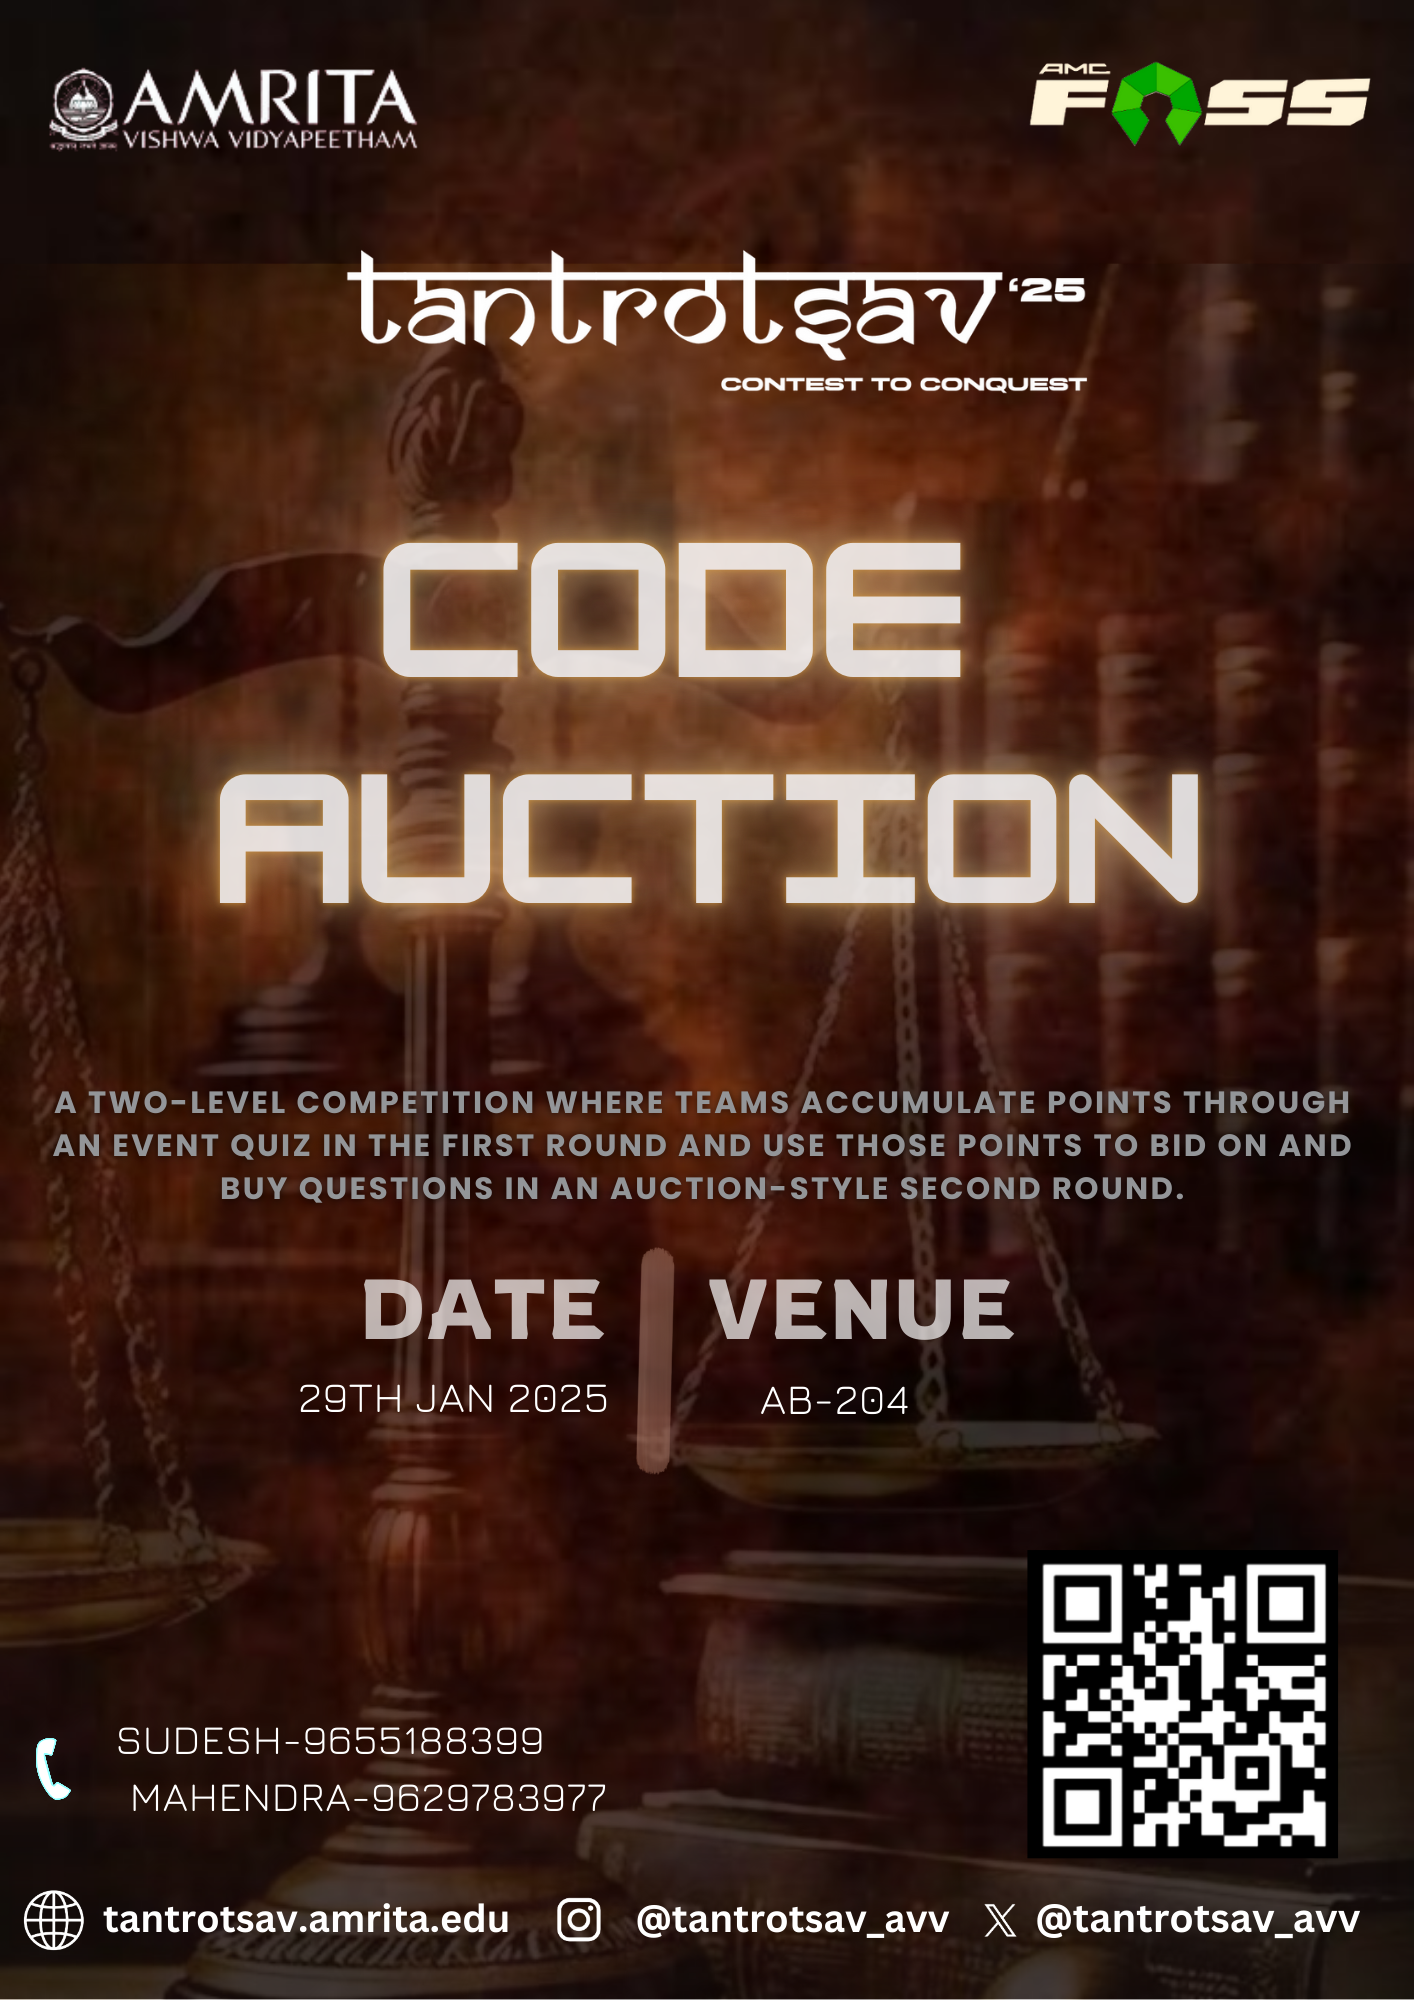 AMRITA
VISHWA VIDYAPEETHAM
AMC
FOSS
tantrotsav '25
CONTEST TO CONQUEST
CODE
AUCTION
A TWO-LEVEL COMPETITION WHERE TEAMS ACCUMULATE POINTS THROUGH
AN EVENT QUIZ IN THE FIRST ROUND AND USE THOSE POINTS TO BID ON AND
BUY QUESTIONS IN AN AUCTION-STYLE SECOND ROUND.
DATE
29TH JAN 2025
VENUE
AB-204
SUDESH-9655188399
MAHENDRA-9629783977
tantrotsav.amrita.edu @tantrotsav_avv @tantrotsav_avv